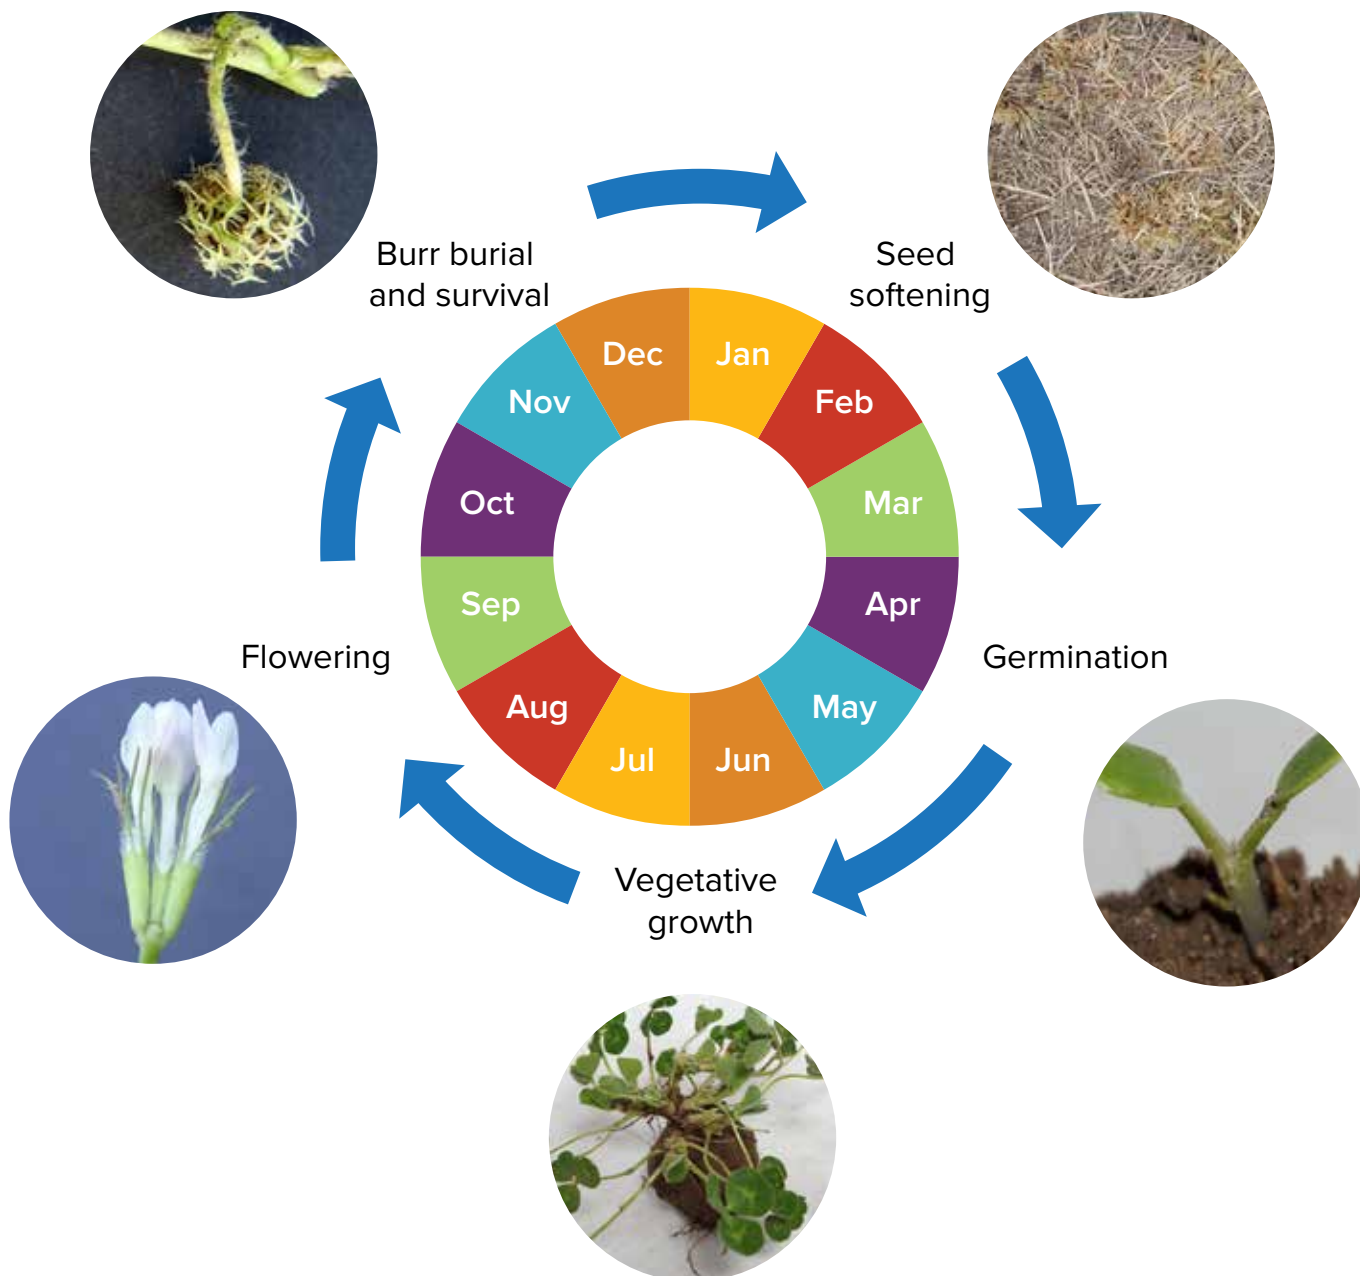 Burr burial
and survival
Seed
softening
Dec
Jan
Nov
Feb
Oct
Mar
Sep
Apr
Aug
May
Jul
Jun
Flowering
Germination
Vegetative
growth